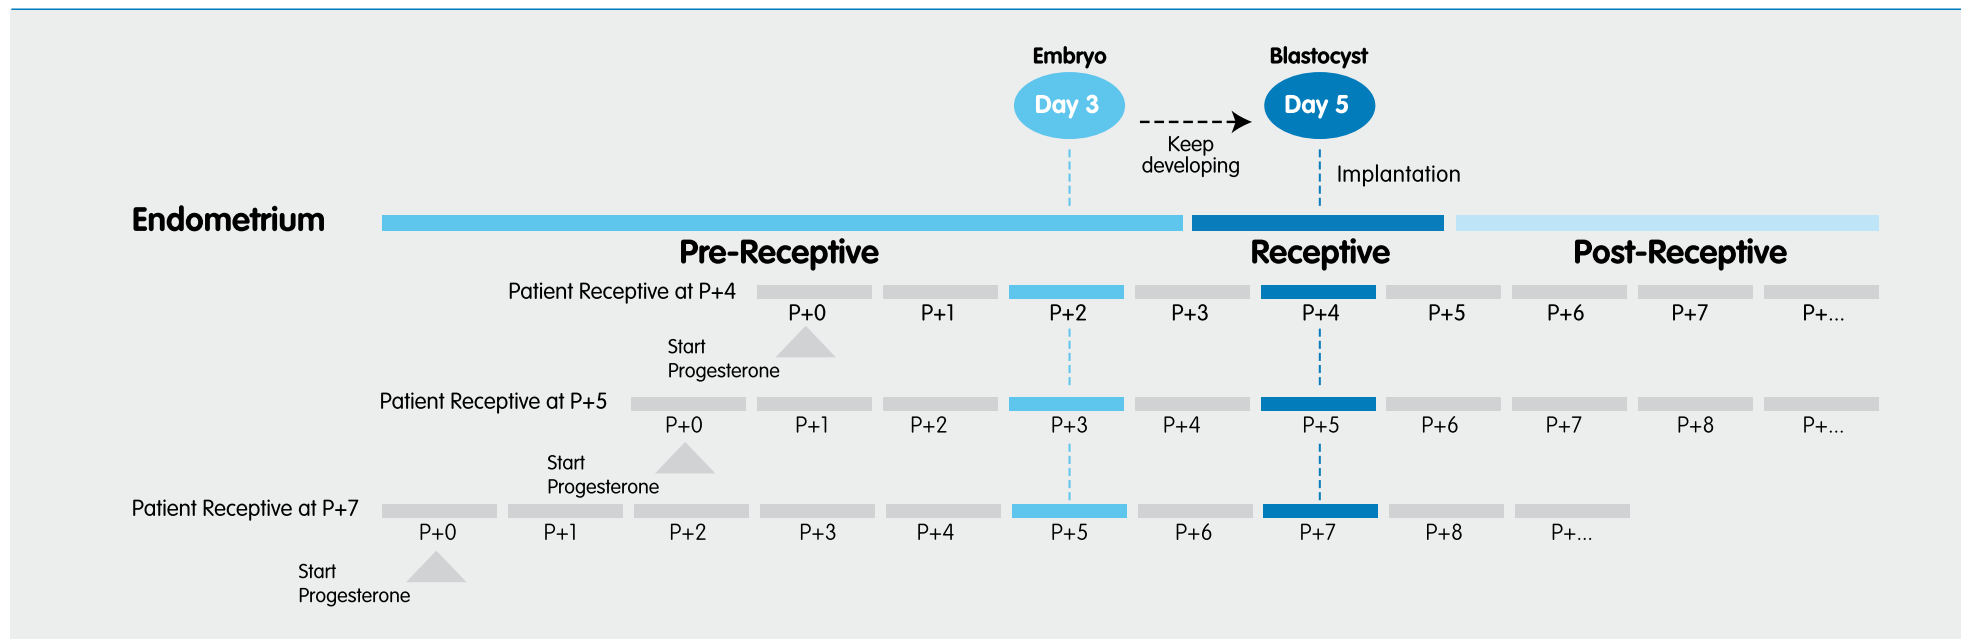 Embryo
Blastocyst
Day 3
Day 5
Keep
developing
Implantation
Endometrium
Pre-Receptive
Receptive
Post-Receptive
Patient Receptive at P+4
P+0 P+1 P+2 P+3 P+4 P+5 P+6 P+7 P+...
Start
Progesterone
Patient Receptive at P+5
P+0 P+1 P+2 P+3 P+4 P+5 P+6 P+7 P+8 P+...
Start
Progesterone
Patient Receptive at P+7
P+0 P+1 P+2 P+3 P+4 P+5 P+6 P+7 P+8 P+...
Start
Progesterone